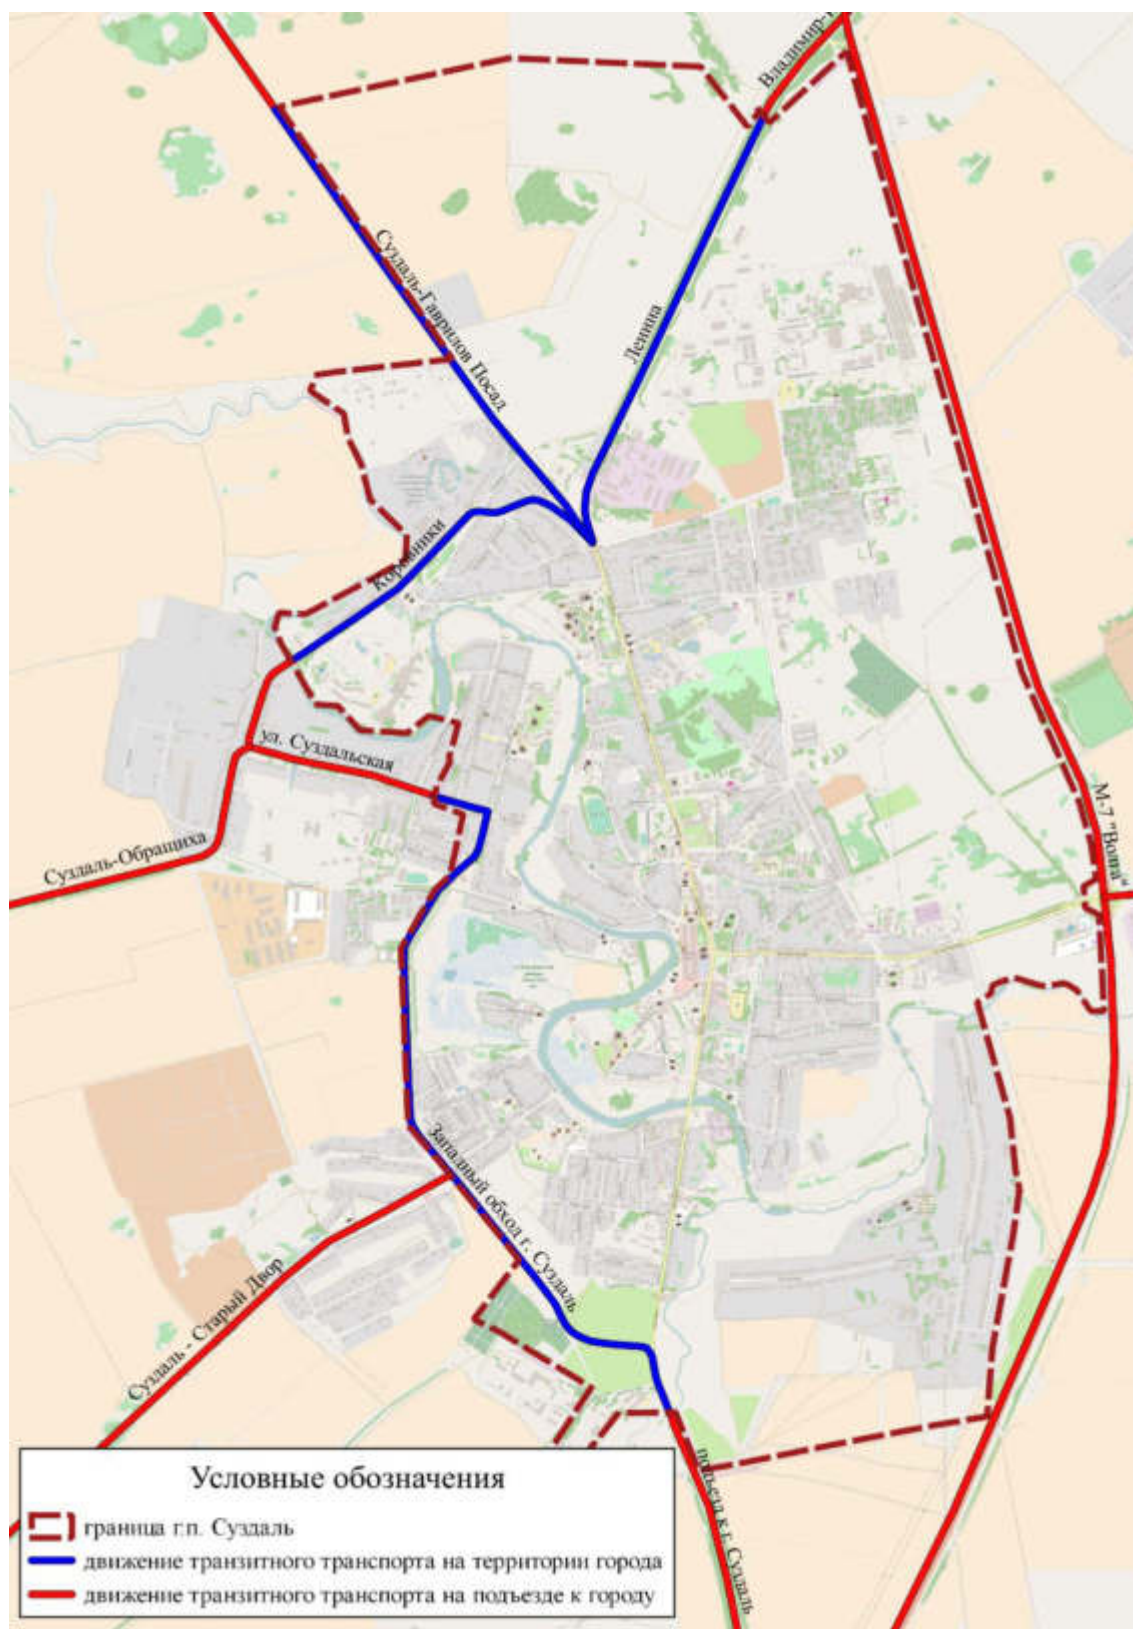 Владимир-
Суздаль-Гаврилов Посад
Ленина
Коровники
ул. Суздальская
Суздаль-Обращиха
М-7 "Волга"
Западный обход г. Суздаль
Суздаль - Старый Двор
подъезд к г. Суздаль
Условные обозначения
граница г.п. Суздаль
движение транзитного транспорта на территории города
движение транзитного транспорта на подъезде к городу